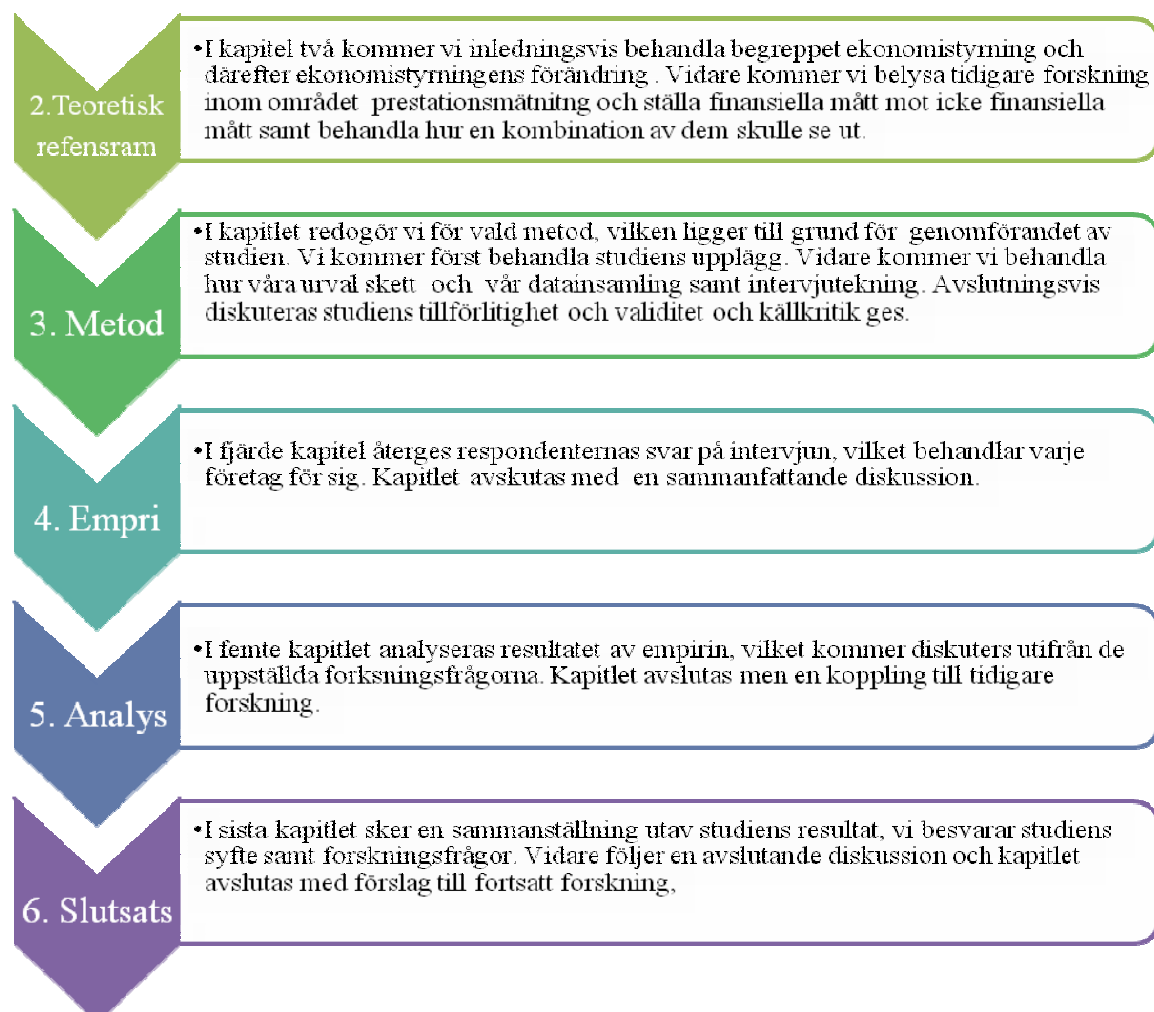 2.Teoretisk
refensram
•I kapitel två kommer vi inledningsvis behandla begreppet ekonomistyrning och
därefter ekonomistyrningens förändring . Vidare kommer vi belysa tidigare forskning
inom området prestationsmätnitng och ställa finansiella mått mot icke finansiella
mått samt behandla hur en kombination av dem skulle se ut.
3. Metod
•I kapitlet redogör vi för vald metod, vilken ligger till grund för genomförandet av
studien. Vi kommer först behandla studiens upplägg. Vidare kommer vi behandla
hur våra urval skett och vår datainsamling samt intervjutekning. Avslutningsvis
diskuteras studiens tillförlitighet och validitet och källkritik ges.
4. Empri
•I fjärde kapitel återges respondenternas svar på intervjun, vilket behandlar varje
företag för sig. Kapitlet avskutas med en sammanfattande diskussion.
5. Analys
•I femte kapitlet analyseras resultatet av empirin, vilket kommer diskuters utifrån de
uppställda forksningsfrågorna. Kapitlet avslutas men en koppling till tidigare
forskning.
6. Slutsats
•I sista kapitlet sker en sammanställning utav studiens resultat, vi besvarar studiens
syfte samt forskningsfrågor. Vidare följer en avslutande diskussion och kapitlet
avslutas med förslag till fortsatt forskning,